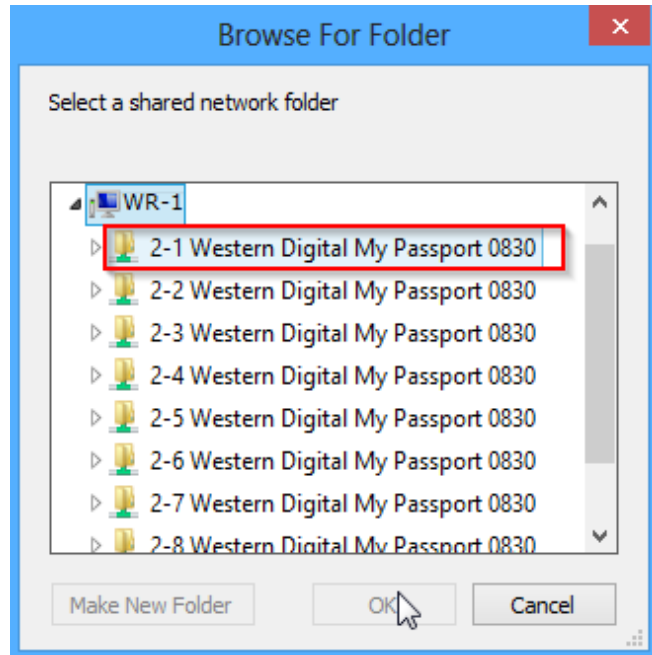 Browse For Folder
Select a shared network folder
WR-1
2-1 Western Digital My Passport 0830
2-2 Western Digital My Passport 0830
2-3 Western Digital My Passport 0830
2-4 Western Digital My Passport 0830
2-5 Western Digital My Passport 0830
2-6 Western Digital My Passport 0830
2-7 Western Digital My Passport 0830
2-8 Western Digital My Passport 0830
Make New Folder OK Cancel